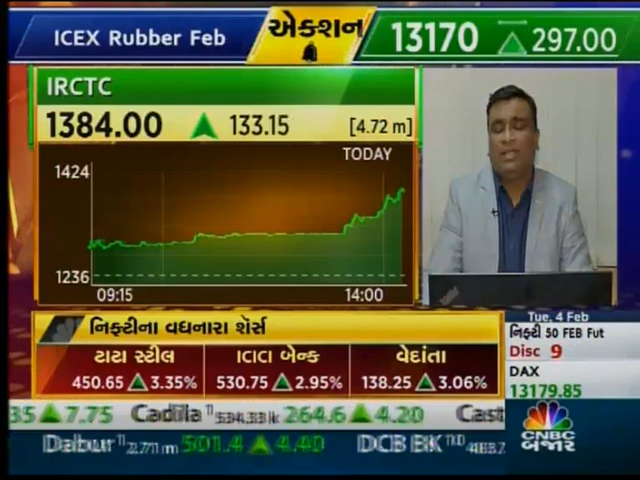 ICEX Rubber Feb
એક્શન
13170 ▲ 297.00
IRCTC
1384.00 ▲ 133.15 [4.72 m]
TODAY
1424
1236
09:15 14:00
નિફ્ટીના વધનારા શૅર્સ
ટાટા સ્ટીલ
450.65 ▲ 3.35%
ICICI બેન્ક
530.75 ▲ 2.95%
વેદાંતા
138.25 ▲ 3.06%
Tue, 4 Feb
નિફ્ટી 50 FEB Fut
Disc 9
DAX
13179.85
35 ▲ 7.75 Cadila 264.6 ▲ 4.20 Cast
Dabur 501.4 ▲ 4.40 DCB BK
CNBC
બજાર